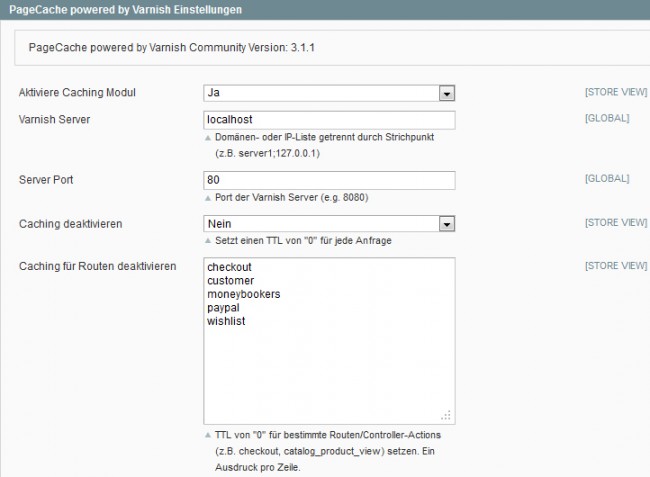 PageCache powered by Varnish Einstellungen
PageCache powered by Varnish Community Version: 3.1.1
Aktiviere Caching Modul Ja [STORE VIEW]
Varnish Server localhost [GLOBAL]
Domänen- oder IP-Liste getrennt durch Strichpunkt
(z.B. server1;127.0.0.1)
Server Port 80 [GLOBAL]
Port der Varnish Server (e.g. 8080)
Caching deaktivieren Nein [STORE VIEW]
Setzt einen TTL von "0" für jede Anfrage
Caching für Routen deaktivieren checkout [STORE VIEW]
customer
moneybookers
paypal
wishlist
TTL von "0" für bestimmte Routen/Controller-Actions
(z.B. checkout, catalog_product_view) setzen. Ein
Ausdruck pro Zeile.